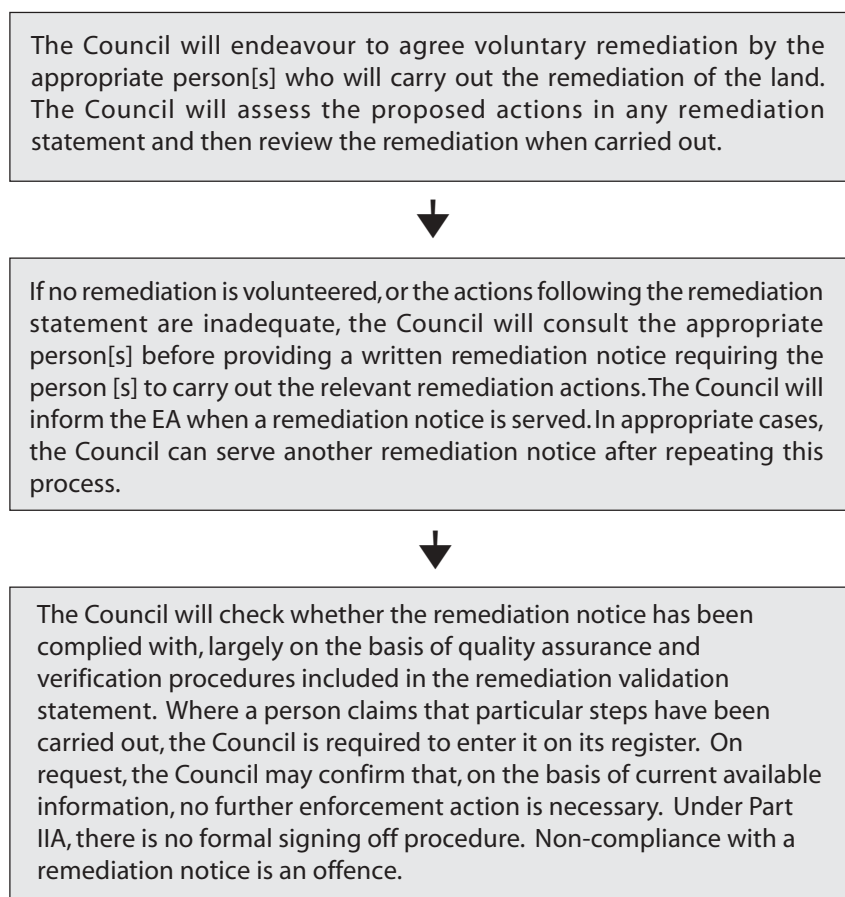 The Council will endeavour to agree voluntary remediation by the
appropriate person[s] who will carry out the remediation of the land.
The Council will assess the proposed actions in any remediation
statement and then review the remediation when carried out.
If no remediation is volunteered, or the actions following the remediation
statement are inadequate, the Council will consult the appropriate
person[s] before providing a written remediation notice requiring the
person [s] to carry out the relevant remediation actions. The Council will
inform the EA when a remediation notice is served. In appropriate cases,
the Council can serve another remediation notice after repeating this
process.
The Council will check whether the remediation notice has been
complied with, largely on the basis of quality assurance and
verification procedures included in the remediation validation
statement. Where a person claims that particular steps have been
carried out, the Council is required to enter it on its register. On
request, the Council may confirm that, on the basis of current available
information, no further enforcement action is necessary. Under Part
IIA, there is no formal signing off procedure. Non-compliance with a
remediation notice is an offence.